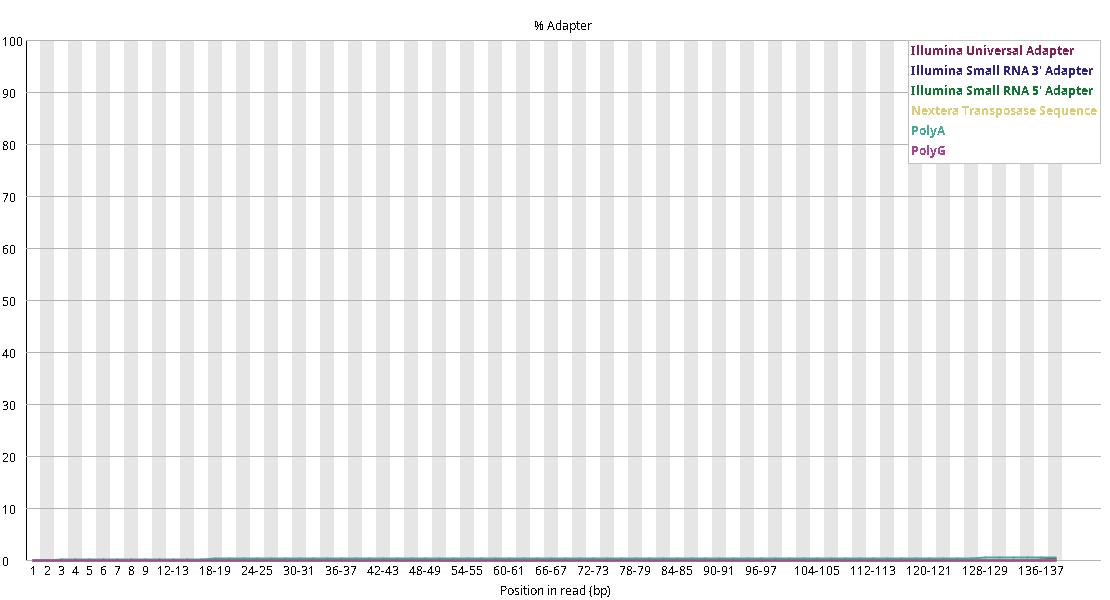 % Adapter
100
90
80
70
60
50
40
30
20
10
0
Illumina Universal Adapter
Illumina Small RNA 3' Adapter
Illumina Small RNA 5' Adapter
Nextera Transposase Sequence
PolyA
PolyG
1 2 3 4 5 6 7 8 9 12-13 18-19 24-25 30-31 36-37 42-43 48-49 54-55 60-61 66-67 72-73 78-79 84-85 90-91 96-97 104-105 112-113 120-121 128-129 136-137
Position in read (bp)